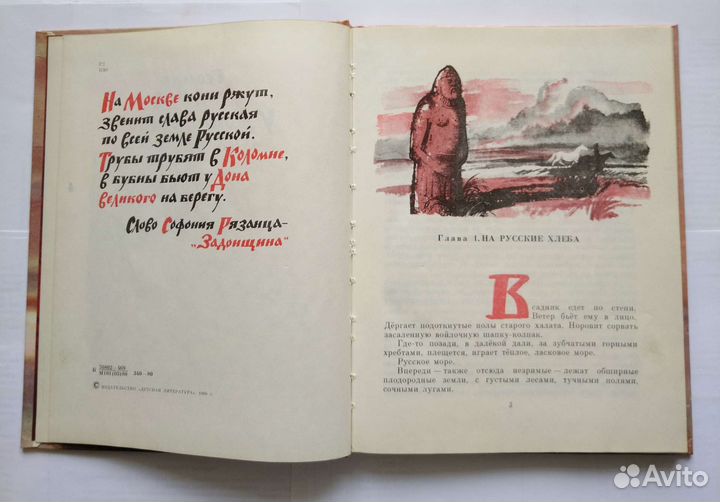 На Москве кони ржут,
звенит слава русская
по всей земле Русской.
Трубы трубят в Коломне,
в бубны бьют у Дона
великого на берегу.
Слово Софония Рязанца-
„Задонщина“
© ИЗДАТЕЛЬСТВО «ДЕТСКАЯ ЛИТЕРАТУРА»
Глава 1. НА РУССКИЕ ХЛЕБА
Всадник едет по степи.
Ветер бьёт ему в лицо.
Дёргает подоткнутые полы старого халата. Норовит сорвать
засаленную войлочную шапку-колпак.
Где-то позади, в далёкой дали, за зубчатыми горными
хребтами, плещется, играет тёплое, ласковое море.
Русское море.
Впереди — также отсюда незримые — лежат обширные
плодородные земли, с густыми лесами, тучными полями,
сочными лугами.
3
Avito